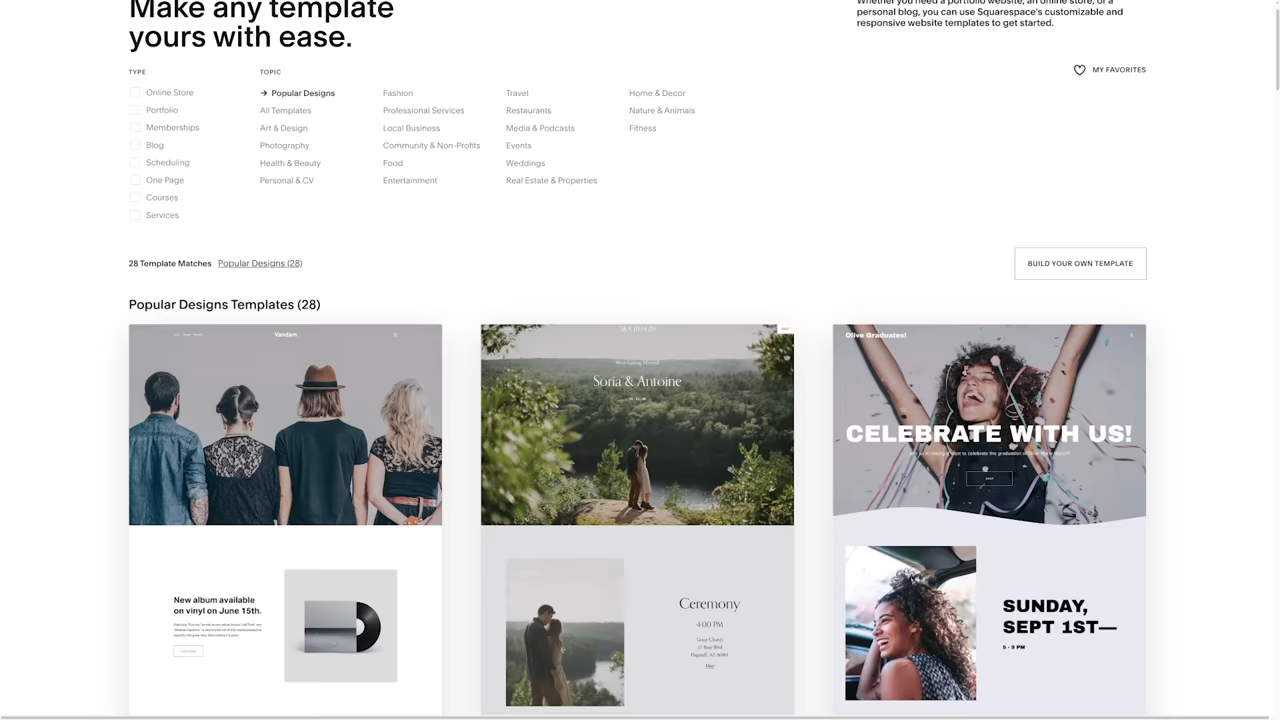 Make any template
yours with ease.
Whether you need a portfolio website, an online store, or a
personal blog, you can use Squarespace's customizable and
responsive website templates to get started.
MY FAVORITES
TYPE
Online Store
Portfolio
Memberships
Blog
Scheduling
One Page
Courses
Services
TOPIC
→ Popular Designs
All Templates
Art & Design
Photography
Health & Beauty
Personal & CV
Fashion
Professional Services
Local Business
Community & Non-Profits
Food
Entertainment
Travel
Restaurants
Media & Podcasts
Events
Weddings
Real Estate & Properties
Home & Decor
Nature & Animals
Fitness
28 Template Matches Popular Designs (28)
BUILD YOUR OWN TEMPLATE
Popular Designs Templates (28)
Vandam
New album available
on vinyl on June 15th.
Soria & Antoine
Ceremony
4:00 PM
Grace Church
Map
Olive Graduates!
CELEBRATE WITH US!
SUNDAY,
SEPT 1ST—
5 - 9 PM